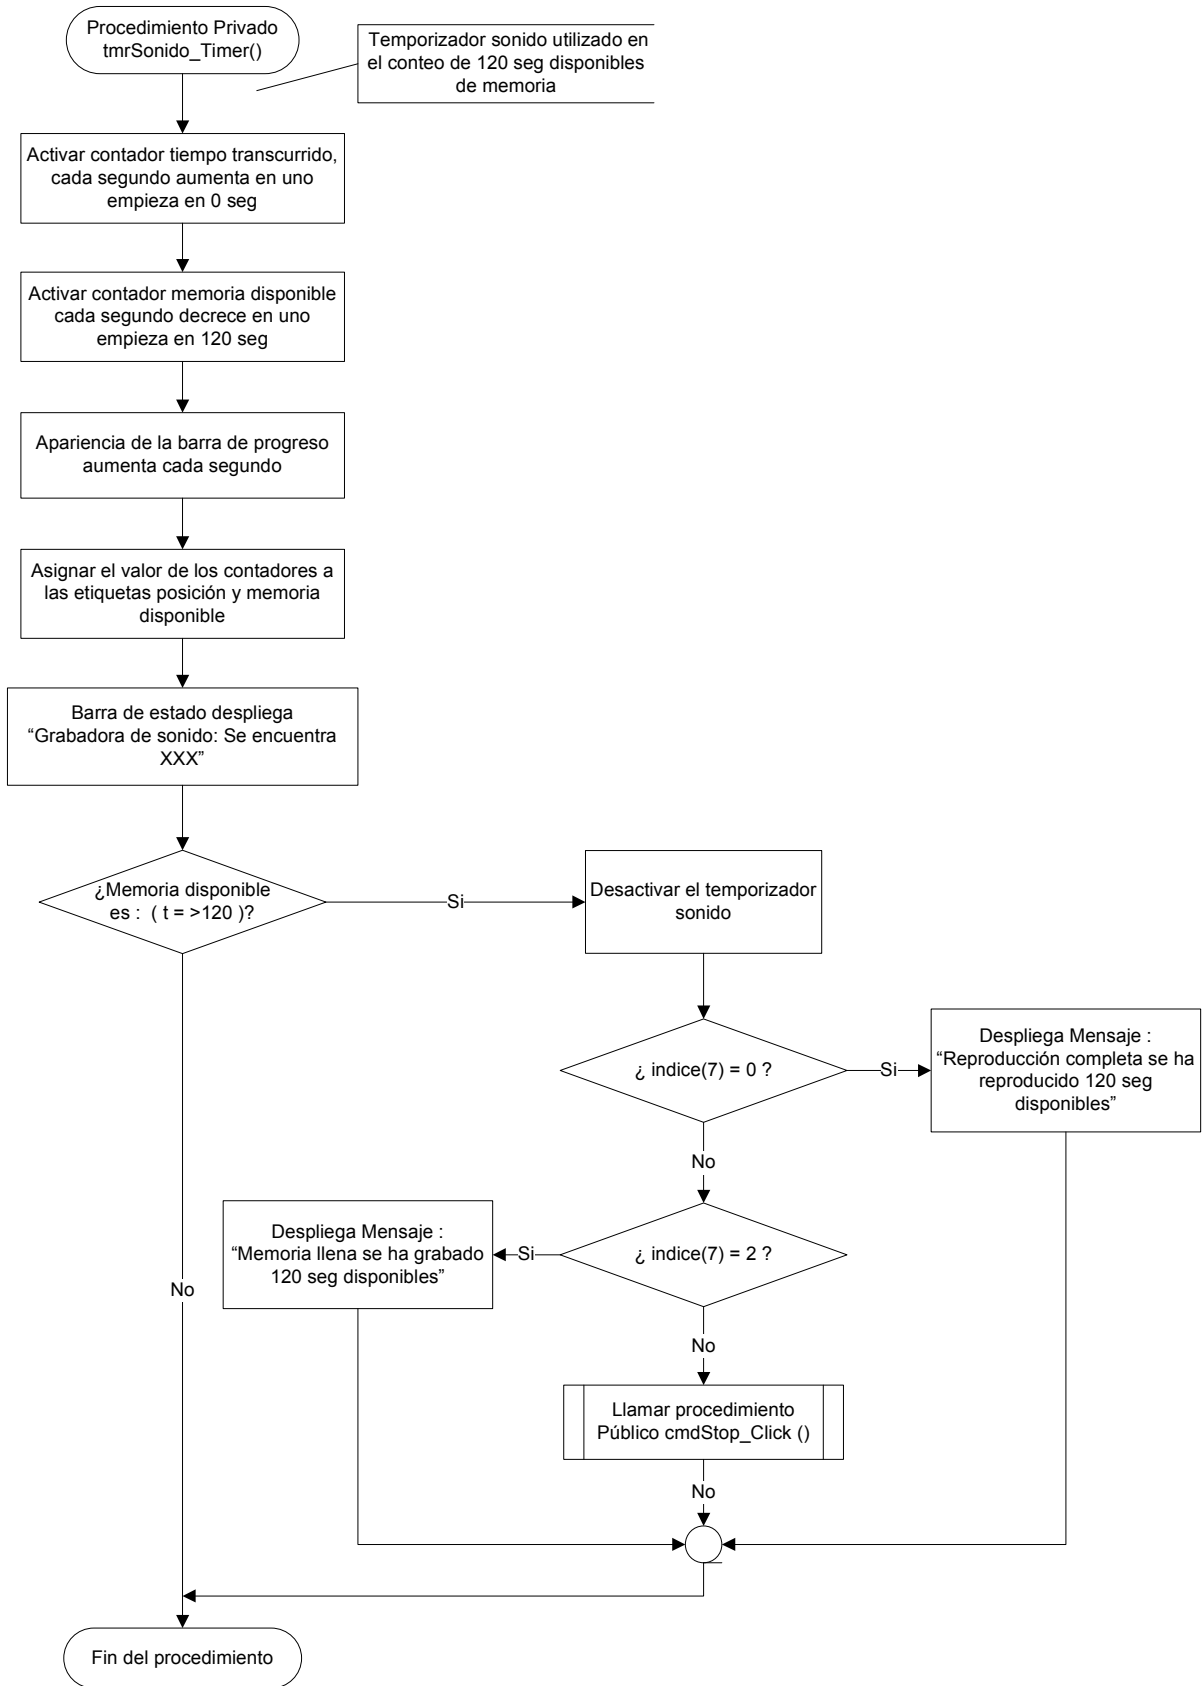 Procedimiento Privado
tmrSonido_Timer()
Temporizador sonido utilizado en
el conteo de 120 seg disponibles
de memoria
Activar contador tiempo transcurrido,
cada segundo aumenta en uno
empieza en 0 seg
Activar contador memoria disponible
cada segundo decrece en uno
empieza en 120 seg
Apariencia de la barra de progreso
aumenta cada segundo
Asignar el valor de los contadores a
las etiquetas posición y memoria
disponible
Barra de estado despliega
“Grabadora de sonido: Se encuentra
XXX”
¿Memoria disponible
es : ( t = >120 )?
Si
Desactivar el temporizador
sonido
¿ indice(7) = 0 ?
Si
Despliega Mensaje :
“Reproducción completa se ha
reproducido 120 seg
disponibles”
No
¿ indice(7) = 2 ?
Si
Despliega Mensaje :
“Memoria llena se ha grabado
120 seg disponibles”
No
No
Llamar procedimiento
Público cmdStop_Click ()
No
Fin del procedimiento